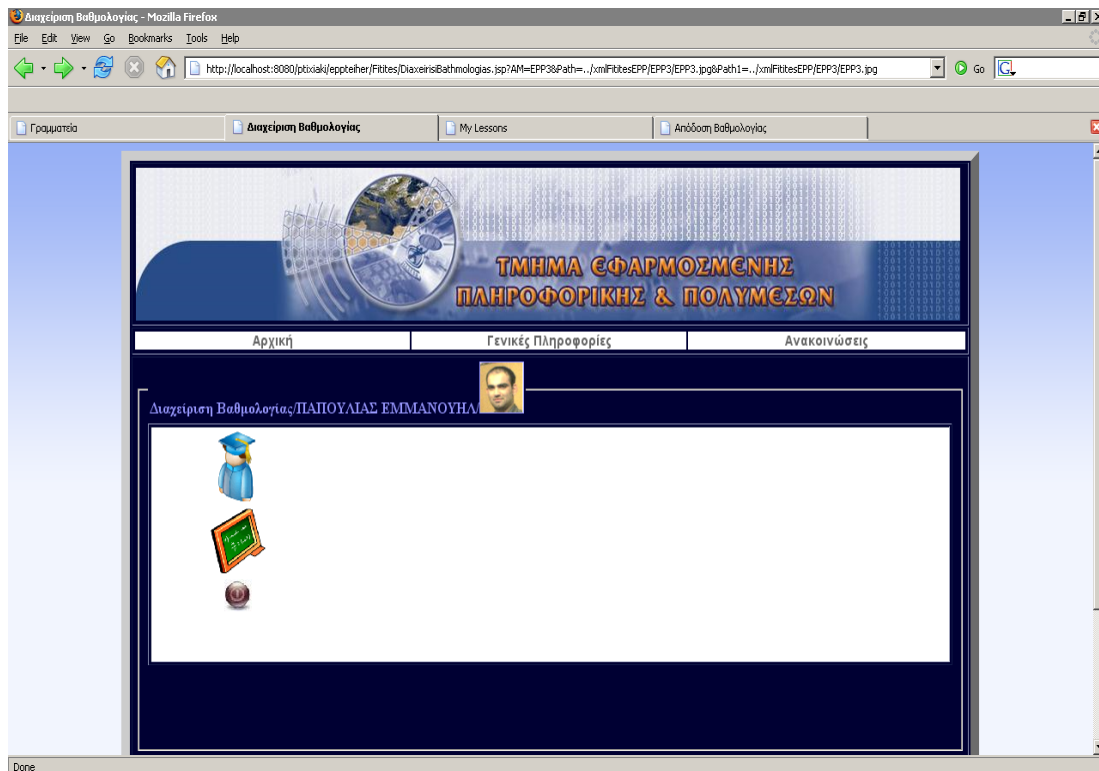 Διαχείριση Βαθμολογίας - Mozilla Firefox
File Edit View Go Bookmarks Tools Help
http://localhost:8080/ptixiaki/eppteiher/Fitites/DiaxeirisiBathmologias.jsp?AM=EPP3&Path=../xmlFititesEPP/EPP3/EPP3.jpg&Path1=../xmlFititesEPP/EPP3/EPP3.jpg Go G
Γραμματεία Διαχείριση Βαθμολογίας My Lessons Απόδοση Βαθμολογίας
ΤΜΗΜΑ ΕΦΑΡΜΟΣΜΕΝΗΣ
ΠΛΗΡΟΦΟΡΙΚΗΣ & ΠΟΛΥΜΕΣΩΝ
Αρχική Γενικές Πληροφορίες Ανακοινώσεις
Διαχείριση Βαθμολογίας/ΠΑΠΟΥΛΙΑΣ ΕΜΜΑΝΟΥΗΛ/
Done